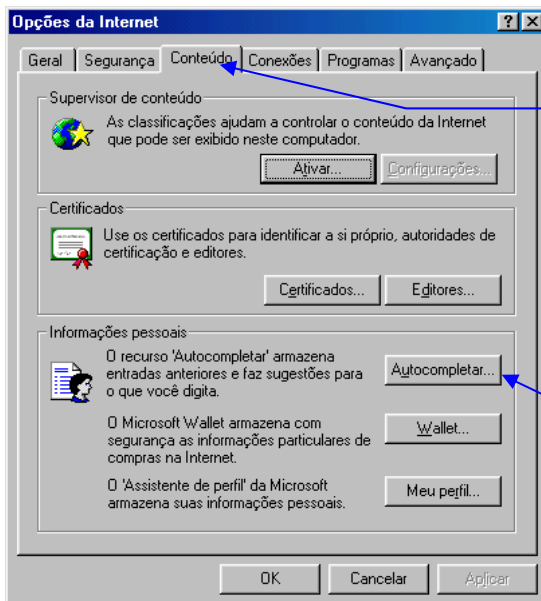 Opções da Internet
Geral Segurança Conteúdo Conexões Programas Avançado
Supervisor de conteúdo
As classificações ajudam a controlar o conteúdo da Internet
que pode ser exibido neste computador.
Ativar... Configurações...
Certificados
Use os certificados para identificar a si próprio, autoridades de
certificação e editores.
Certificados... Editores...
Informações pessoais
O recurso 'Autocompletar' armazena
entradas anteriores e faz sugestões para
o que você digita.
Autocompletar...
O Microsoft Wallet armazena com
segurança as informações particulares de
compras na Internet.
Wallet...
O 'Assistente de perfil' da Microsoft
armazena suas informações pessoais.
Meu perfil...
OK Cancelar Aplicar